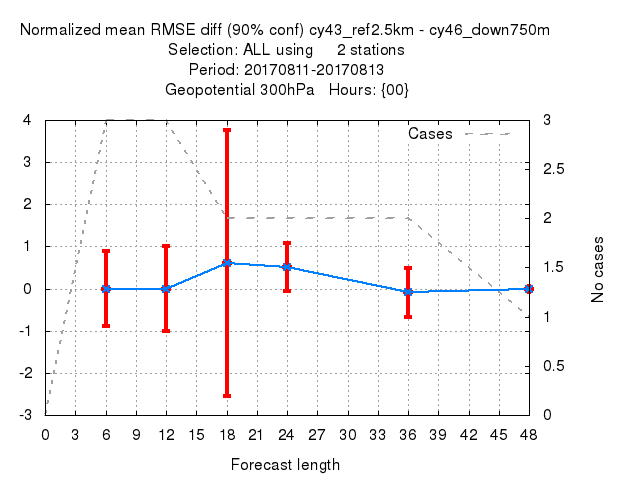 Normalized mean RMSE diff (90% conf) cy43_ref2.5km - cy46_down750m
Selection: ALL using 2 stations
Period: 20170811-20170813
Geopotential 300hPa Hours: {00}
Cases
4
3
2
1
0
-1
-2
-3
3
2.5
2
1.5
1
0.5
0
No cases
0 3 6 9 12 15 18 21 24 27 30 33 36 39 42 45 48
Forecast length